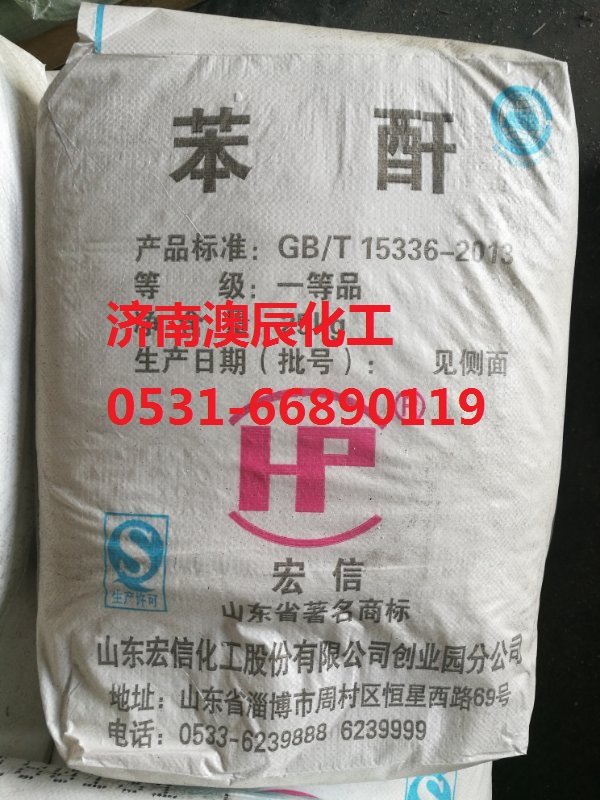 苯酐
产品标准：GB/T 15336-2013
等级：一等品
济南澳辰化工
生产日期（批号）：见侧面
0531-66890119
HP®
生产许可
宏信
山东省著名商标
山东宏信化工股份有限公司创业园分公司
地址：山东省淄博市周村区恒星西路69号
电话：0533-6239888 6239999